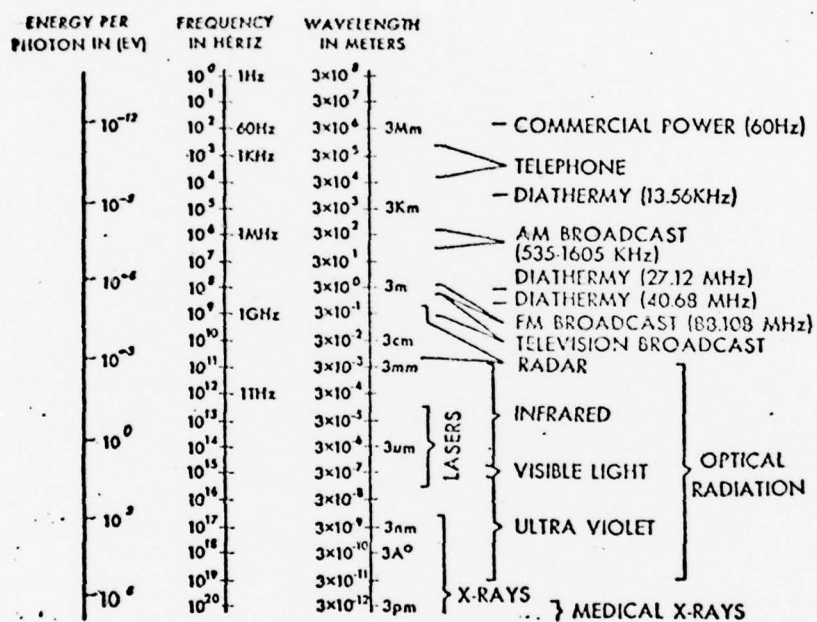 ENERGY PER PHOTON IN (EV)
FREQUENCY IN HERTZ
WAVELENGTH IN METERS
10⁰ 1Hz 3×10⁸
10¹ 3×10⁷
10⁻¹² 10² 60Hz 3×10⁶ 3Mm COMMERCIAL POWER (60Hz)
10³ 1KHz 3×10⁵ TELEPHONE
10⁴ 3×10⁴
10⁻⁹ 10⁵ 3×10³ 3Km DIATHERMY (13.56KHz)
10⁶ 1MHz 3×10² AM BROADCAST
(535-1605 KHz)
10⁷ 3×10¹
10⁻⁶ 10⁸ 3×10⁰ 3m DIATHERMY (27.12 MHz)
DIATHERMY (40.68 MHz)
10⁹ 1GHz 3×10⁻¹ FM BROADCAST (88.108 MHz)
10¹⁰ 3×10⁻² 3cm TELEVISION BROADCAST
10⁻³ 10¹¹ 3×10⁻³ 3mm RADAR
10¹² 1THz 3×10⁻⁴
10¹³ 3×10⁻⁵ INFRARED
10⁰ 10¹⁴ 3×10⁻⁶ 3um LASERS
10¹⁵ 3×10⁻⁷ VISIBLE LIGHT OPTICAL RADIATION
10¹⁶ 3×10⁻⁸
10³ 10¹⁷ 3×10⁻⁹ 3nm ULTRA VIOLET
10¹⁸ 3×10⁻¹⁰ 3A°
10¹⁹ 3×10⁻¹¹ X-RAYS
10⁶ 10²⁰ 3×10⁻¹² 3pm MEDICAL X-RAYS